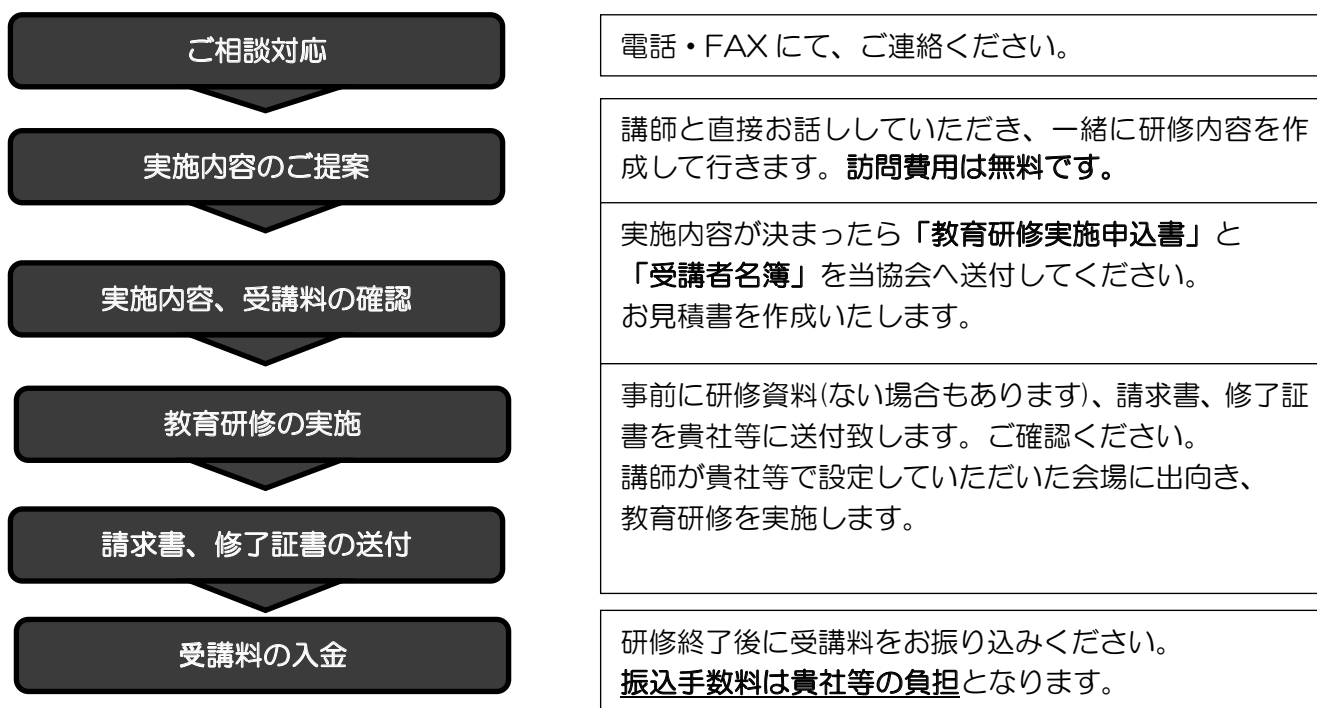 ご相談対応
電話・FAXにて、ご連絡ください。
実施内容のご提案
講師と直接お話ししていただき、一緒に研修内容を作
成して行きます。訪問費用は無料です。
実施内容、受講料の確認
実施内容が決まったら「教育研修実施申込書」と
「受講者名簿」を当協会へ送付してください。
お見積書を作成いたします。
教育研修の実施
事前に研修資料(ない場合もあります)、請求書、修了証
書を貴社等に送付致します。ご確認ください。
講師が貴社等で設定していただいた会場に出向き、
教育研修を実施します。
請求書、修了証書の送付
受講料の入金
研修終了後に受講料をお振り込みください。
振込手数料は貴社等の負担となります。